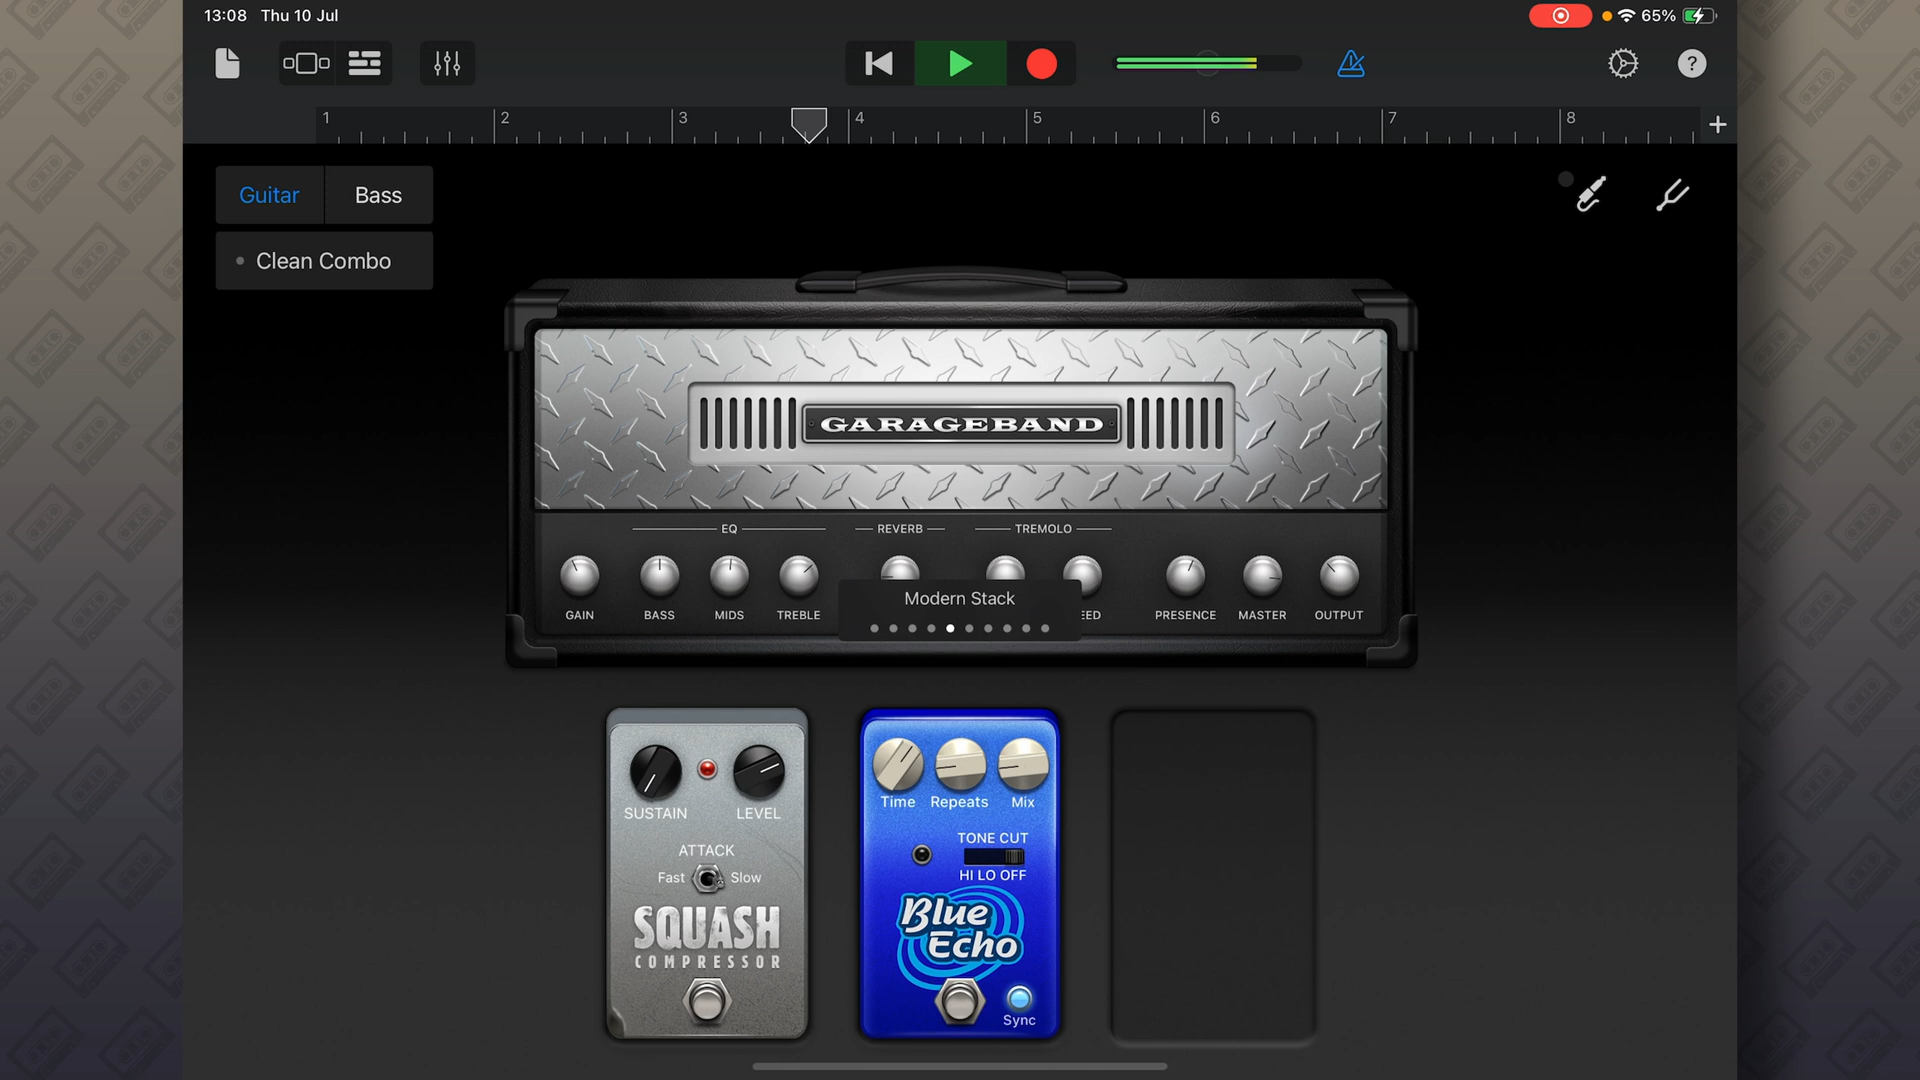 13:08 Thu 10 Jul
65%
?
1 2 3 4 5 6 7 8 +
Guitar Bass
Clean Combo
GARAGEBAND
EQ REVERB TREMOLO
GAIN BASS MIDS TREBLE EED PRESENCE MASTER OUTPUT
Modern Stack
SUSTAIN LEVEL
ATTACK
Fast Slow
SQUASH
COMPRESSOR
Time Repeats Mix
TONE CUT
HI LO OFF
Blue
Echo
Sync